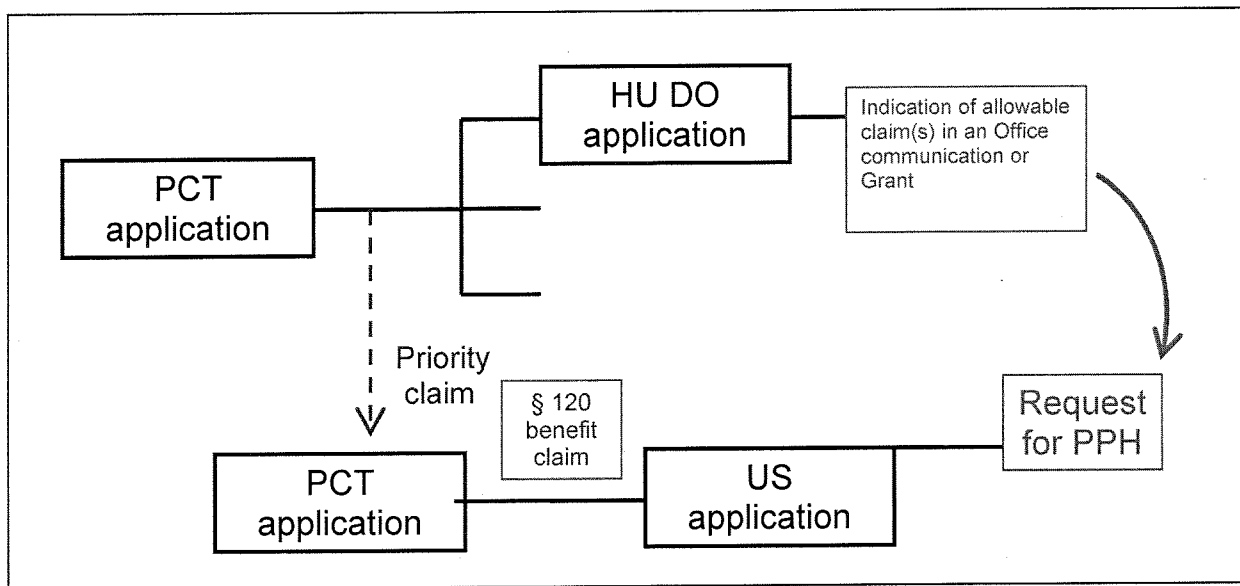 HU DO
application
Indication of allowable
claim(s) in an Office
communication or
Grant
PCT
application
Priority
claim
§ 120
benefit
claim
Request
for PPH
PCT
application
US
application